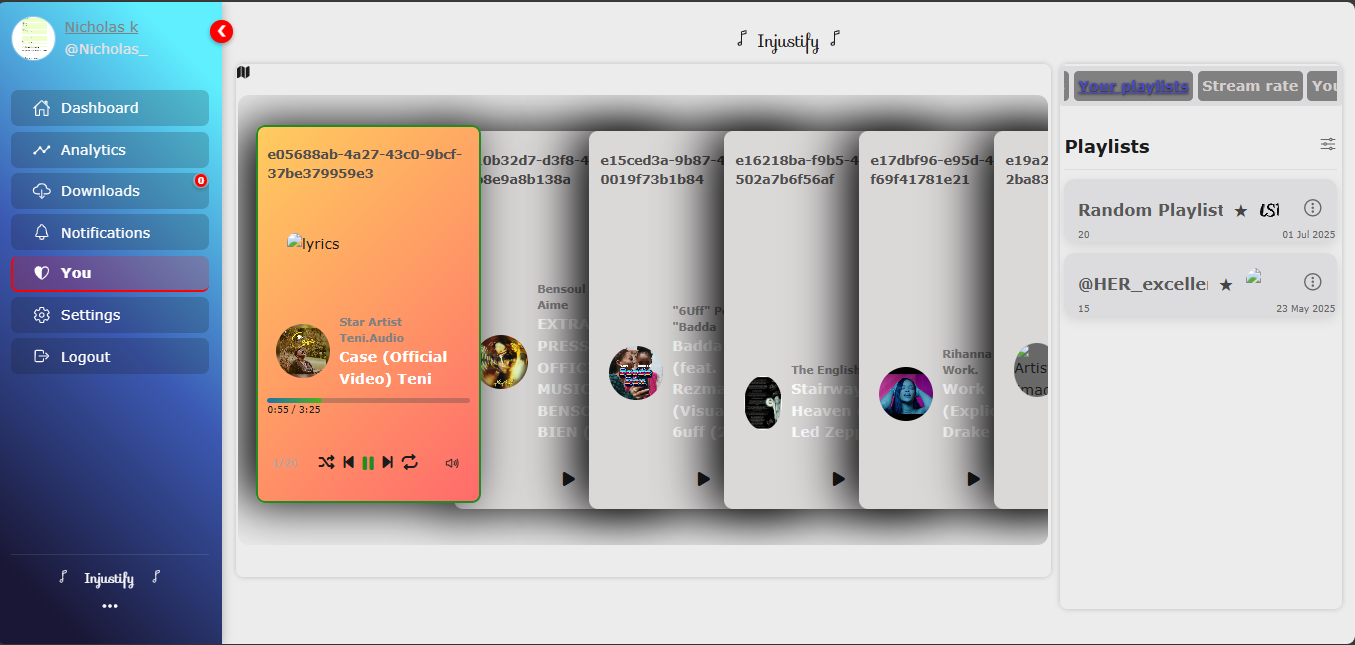 Nicholas k
@Nicholas_
Dashboard
Analytics
Downloads
0
Notifications
You
Settings
Logout
Injustify
Injustify
e05688ab-4a27-43c0-9bcf-
37be379959e3
lyrics
Star Artist
Teni.Audio
Case (Official
Video) Teni
0:55 / 3:25
1/20
0b32d7-d3f8-4
8e9a8b138a
Bensoul
Aime
EXTRA
PRESS
OFFIC
MUSIC
BENSO
BIEN (
e15ced3a-9b87-4
0019f73b1b84
"6Uff" Po
"Badda
Badda
(feat.
Rezma
(Visua
6uff (2
e16218ba-f9b5-4
502a7b6f56af
The English
Stairway
Heaven
Led Zepp
e17dbf96-e95d-4
f69f41781e21
Rihanna
Work.
Work
(Explic
Drake
e19a2
2ba83
Artis
mag
Your playlists
Stream rate
You
Playlists
Random Playlist ★
20
01 Jul 2025
@HER_exceller ★
15
23 May 2025